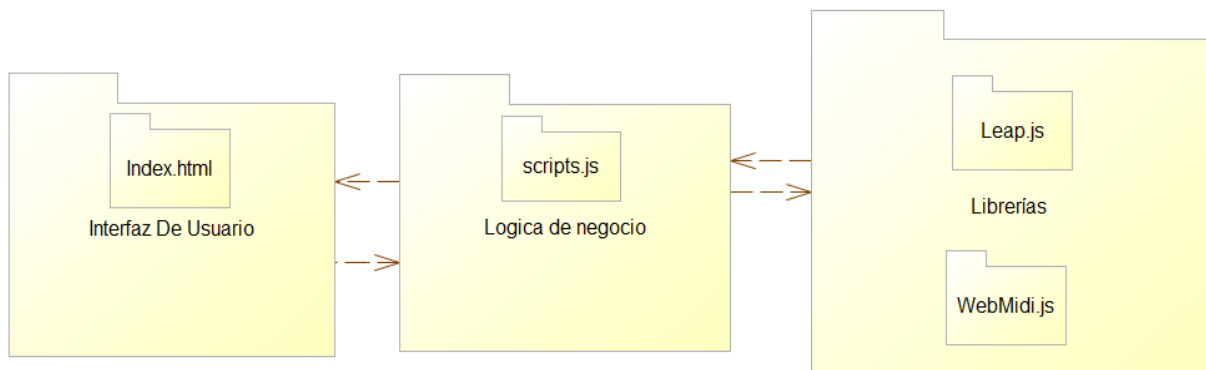 Index.html
Interfaz De Usuario
scripts.js
Logica de negocio
Leap.js
Librerías
WebMidi.js